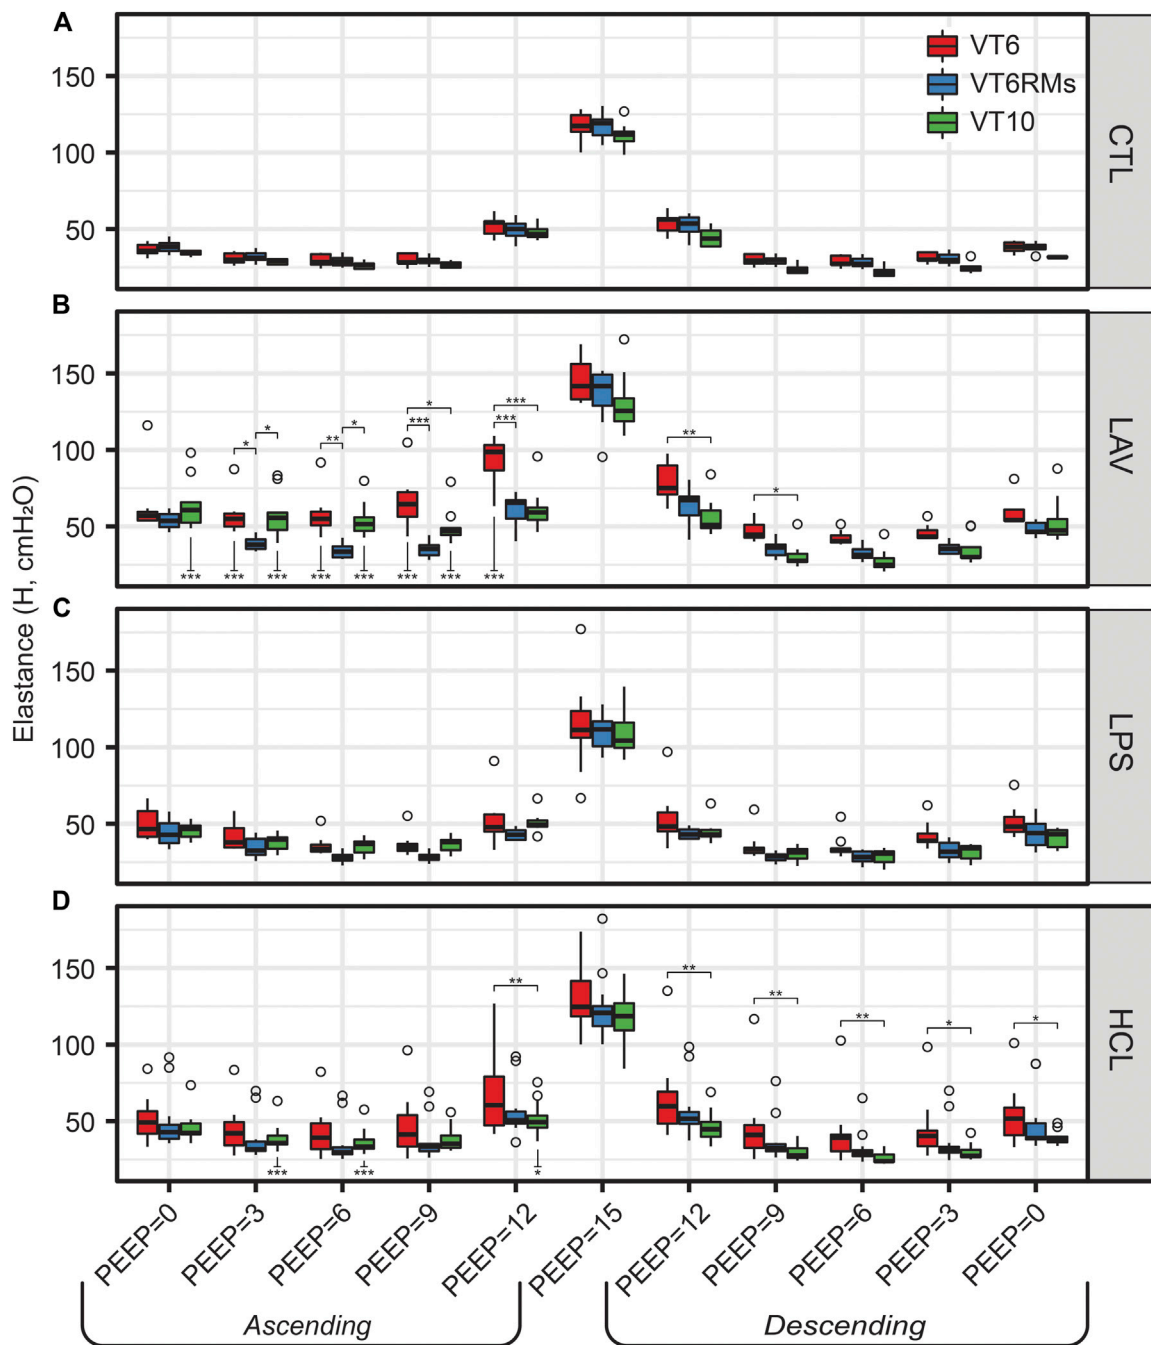 A
VT6
VT6RMs
VT10
150
100
50
CTL
B
150
100
50
* * ** * *** * *** *** ** *
*** *** *** *** *** *** *** ***
LAV
C
150
100
50
LPS
D
150
100
50
** ** ** ** * *
*** *** *
HCL
Elastance (H, cmH₂O)
PEEP=0 PEEP=3 PEEP=6 PEEP=9 PEEP=12 PEEP=15 PEEP=12 PEEP=9 PEEP=6 PEEP=3 PEEP=0
Ascending Descending